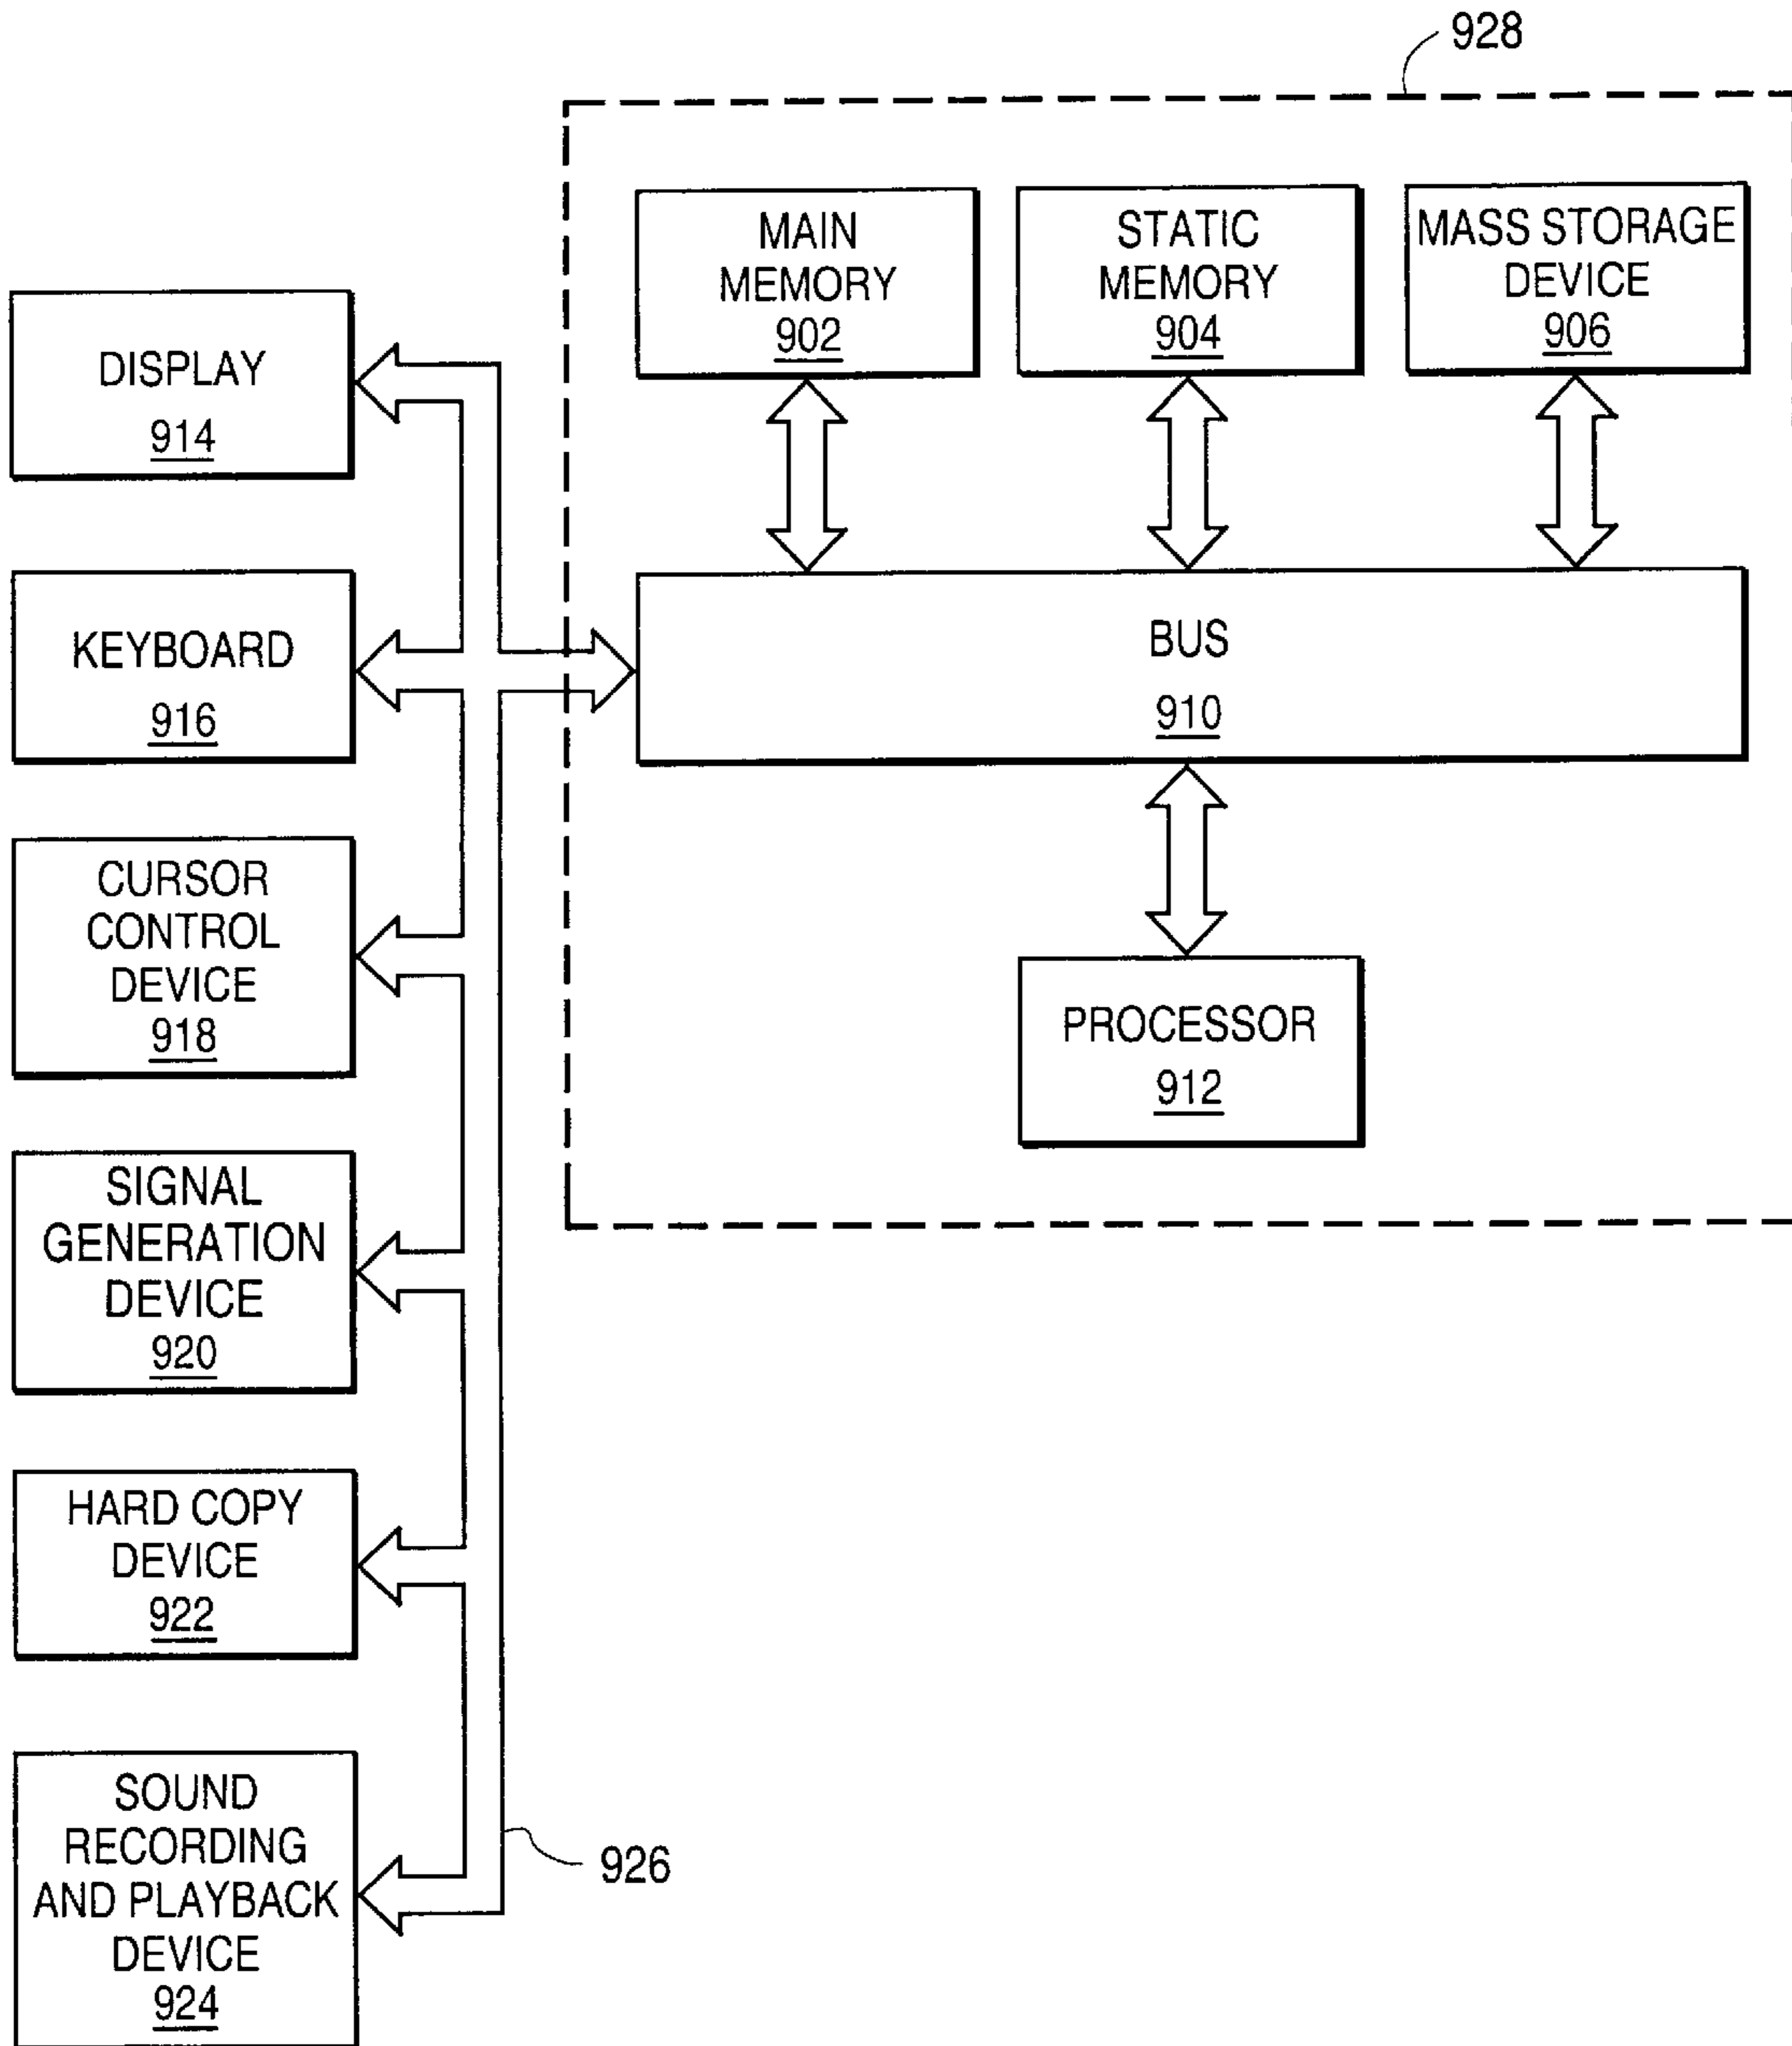 928
MAIN
MEMORY
902
STATIC
MEMORY
904
MASS STORAGE
DEVICE
906
DISPLAY
914
KEYBOARD
916
BUS
910
CURSOR
CONTROL
DEVICE
918
PROCESSOR
912
SIGNAL
GENERATION
DEVICE
920
HARD COPY
DEVICE
922
SOUND
RECORDING
AND PLAYBACK
DEVICE
924
926